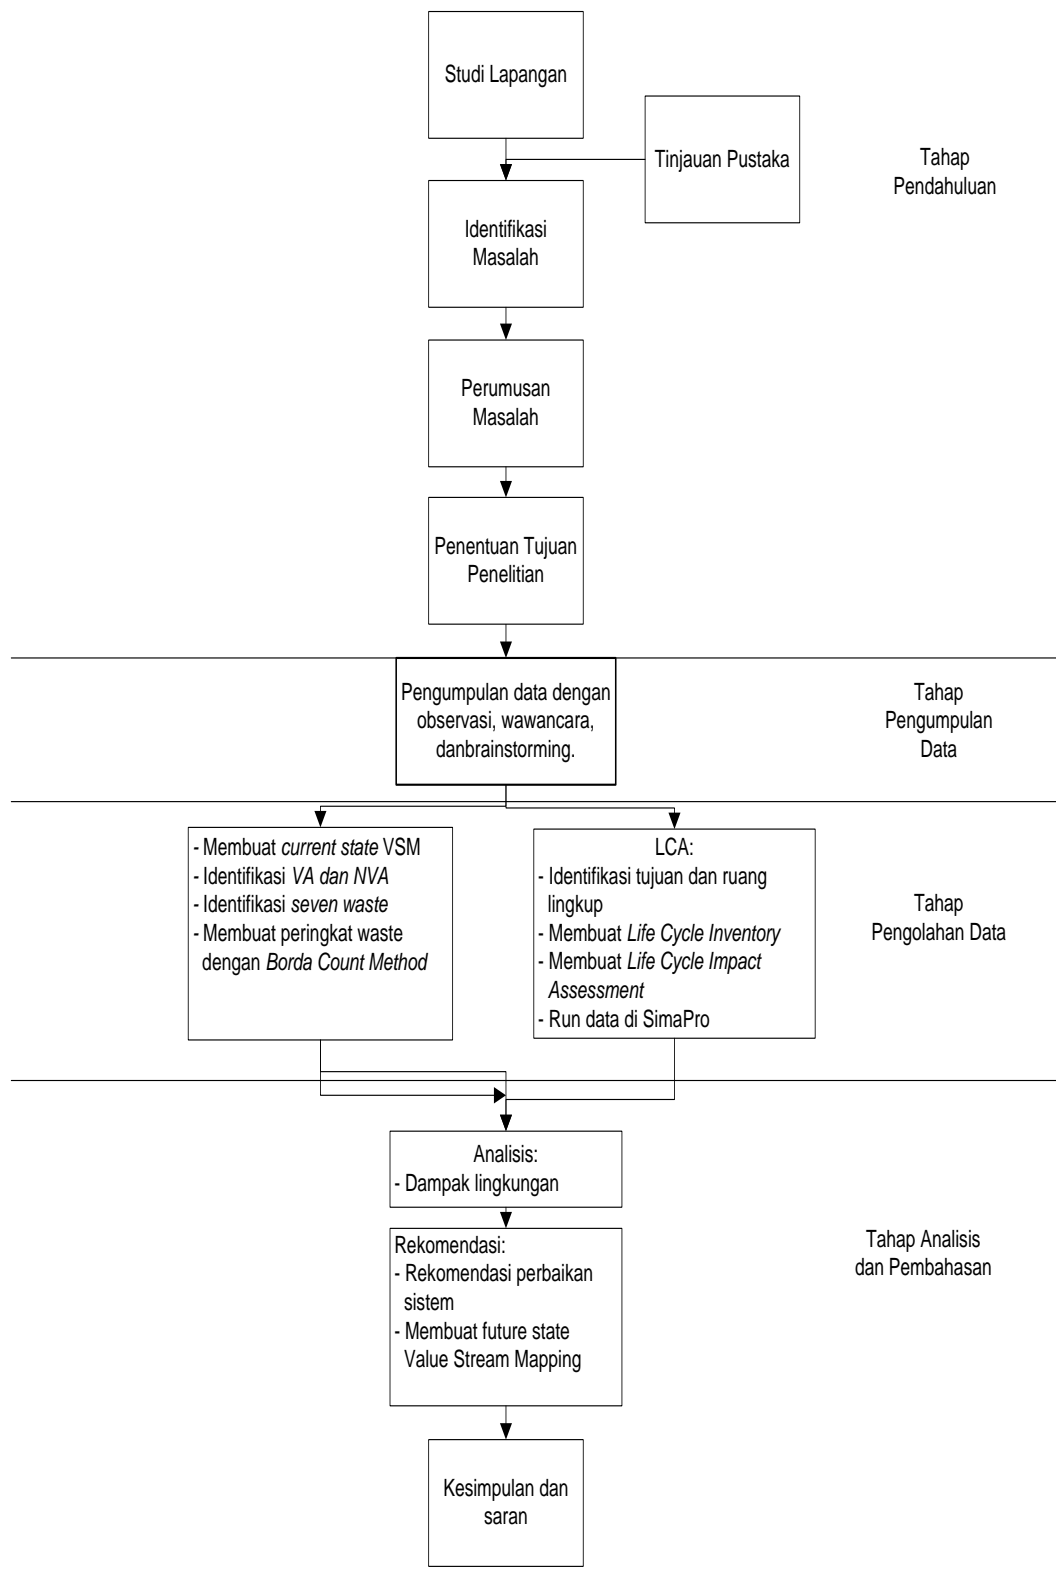 Studi Lapangan
Tinjauan Pustaka
Tahap
Pendahuluan
Identifikasi
Masalah
Perumusan
Masalah
Penentuan Tujuan
Penelitian
Pengumpulan data dengan
observasi, wawancara,
danbrainstorming.
Tahap
Pengumpulan
Data
- Membuat current state VSM
- Identifikasi VA dan NVA
- Identifikasi seven waste
- Membuat peringkat waste
dengan Borda Count Method
LCA:
- Identifikasi tujuan dan ruang
lingkup
- Membuat Life Cycle Inventory
- Membuat Life Cycle Impact
Assessment
- Run data di SimaPro
Tahap
Pengolahan Data
Analisis:
- Dampak lingkungan
Rekomendasi:
- Rekomendasi perbaikan
sistem
- Membuat future state
Value Stream Mapping
Tahap Analisis
dan Pembahasan
Kesimpulan dan
saran